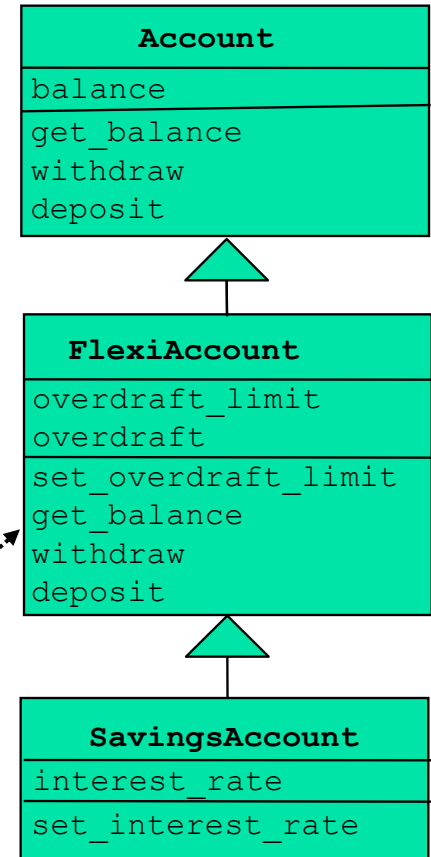 Account
balance
get_balance
withdraw
deposit
FlexiAccount
overdraft_limit
overdraft
set_overdraft_limit
get_balance
withdraw
deposit
SavingsAccount
interest_rate
set_interest_rate